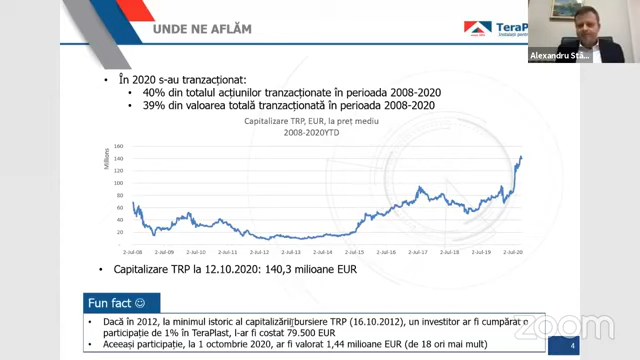 UNDE NE AFLĂM
TeraPl
Instalații pentru
Alexandru Stâ...
• În 2020 s-au tranzacționat:
• 40% din totalul acțiunilor tranzacționate în perioada 2008-2020
• 39% din valoarea totală tranzacționată în perioada 2008-2020
Capitalizare TRP, EUR, la preț mediu
2008-2020YTD
Millions
160
140
120
100
80
60
40
20
-
2-Jul-08 2-Jul-09 2-Jul-10 2-Jul-11 2-Jul-12 2-Jul-13 2-Jul-14 2-Jul-15 2-Jul-16 2-Jul-17 2-Jul-18 2-Jul-19 2-Jul-20
• Capitalizare TRP la 12.10.2020: 140,3 milioane EUR
Fun fact ☺
• Dacă în 2012, la minimul istoric al capitalizării bursiere TRP (16.10.2012), un investitor ar fi cumpărat o
participație de 1% în TeraPlast, l-ar fi costat 79.500 EUR
• Aceeași participație, la 1 octombrie 2020, ar fi valorat 1,44 milioane EUR (de 18 ori mai mult)
zoom
4